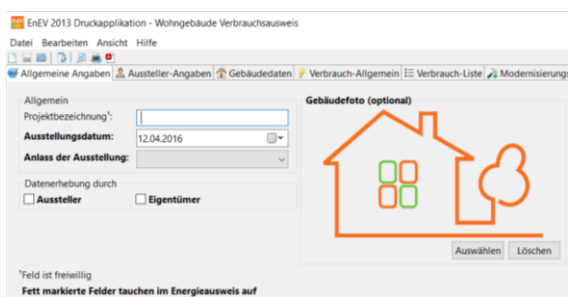 EnEV 2013 Druckapplikation - Wohngebäude Verbrauchsausweis
Datei Bearbeiten Ansicht Hilfe
Allgemeine Angaben Aussteller-Angaben Gebäudedaten Verbrauch-Allgemein Verbrauch-Liste Modernisierungs
Allgemein
Projektbezeichnung¹:
Ausstellungsdatum: 12.04.2016
Anlass der Ausstellung:
Datenerhebung durch
Aussteller Eigentümer
Gebäudefoto (optional)
Auswählen Löschen
¹Feld ist freiwillig
Fett markierte Felder tauchen im Energieausweis auf